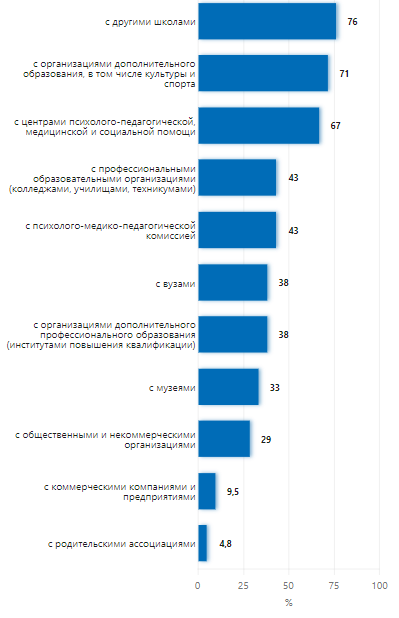 с другими школами
76
с организациями дополнительного
образования, в том числе культуры и
спорта
71
с центрами психолого-педагогической,
медицинской и социальной помощи
67
с профессиональными
образовательными организациями
(колледжами, училищами, техникумами)
43
с психолого-медико-педагогической
комиссией
43
с вузами
38
с организациями дополнительного
профессионального образования
(институтами повышения квалификации)
38
с музеями
33
с общественными и некоммерческими
организациями
29
с коммерческими компаниями и
предприятиями
9,5
с родительскими ассоциациями
4,8
0 25 50 75 100
%